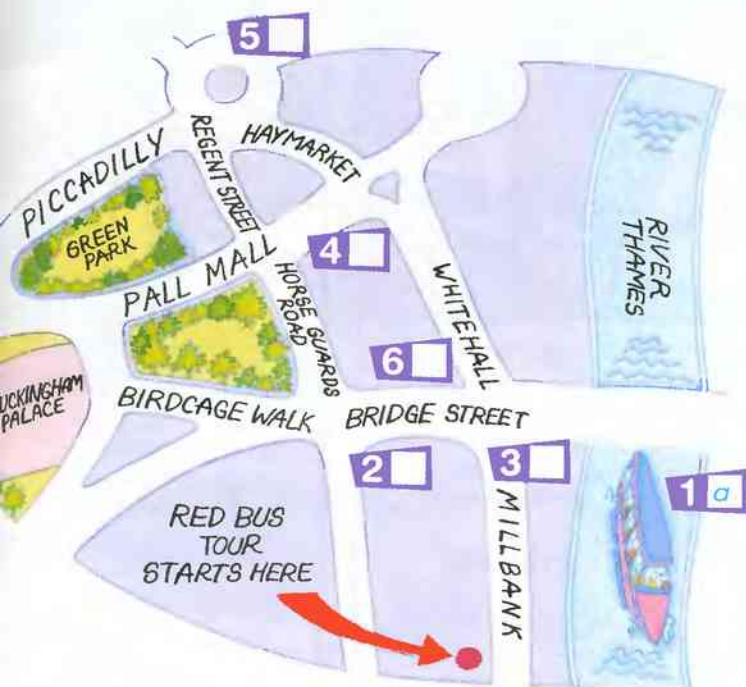 5
HAYMARKET
REGENT STREET
PICCADILLY
GREEN
PARK
PALL MALL
4
HORSE GUARDS
ROAD
WHITEHALL
RIVER
THAMES
6
UCKINGHAM
PALACE
BIRDCAGE WALK
BRIDGE STREET
2
3
1 a
RED BUS
TOUR
STARTS HERE
MILLBANK